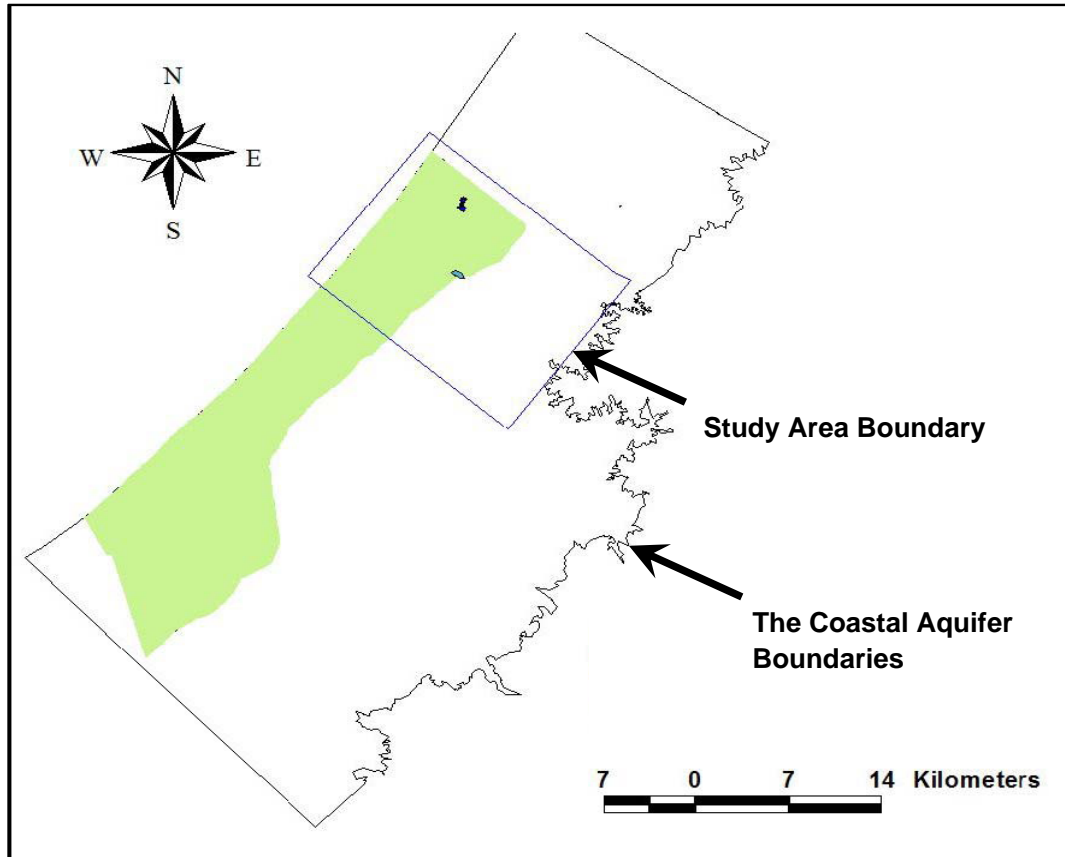 N
W E
S
Study Area Boundary
The Coastal Aquifer
Boundaries
7 0 7 14 Kilometers